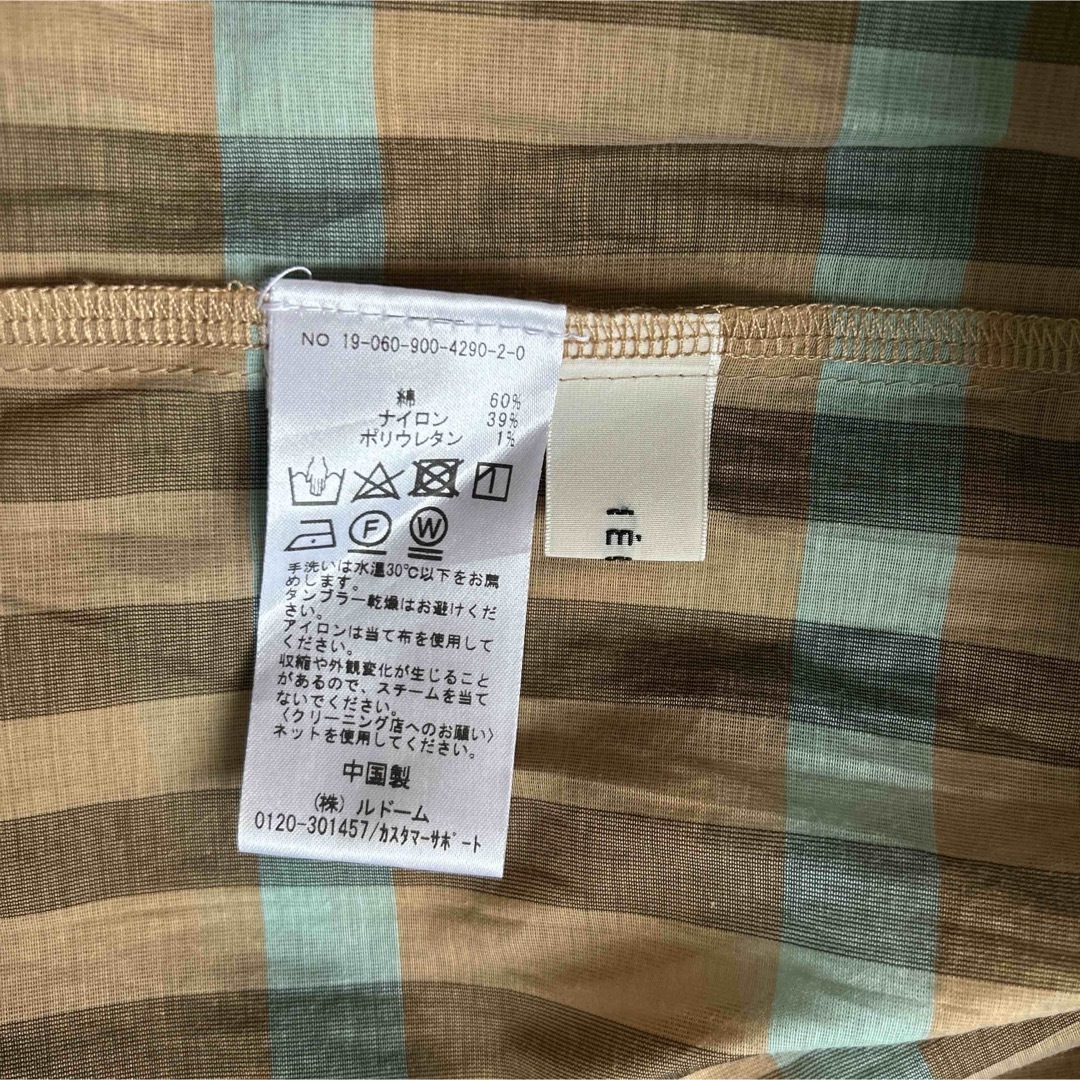 NO 19-060-900-4290-2-0
綿 60%
ナイロン 39%
ポリウレタン 1%
F W
手洗いは水温30℃以下をお薦
めします。
タンブラー乾燥はお避けくだ
さい。
アイロンは当て布を使用して
ください。
収縮や外観変化が生じること
があるので、スチームを当て
ないでください。
〈クリーニング店へのお願い〉
ネットを使用してください。
中国製
(株) ルドーム
0120-301457/カスタマーサポート